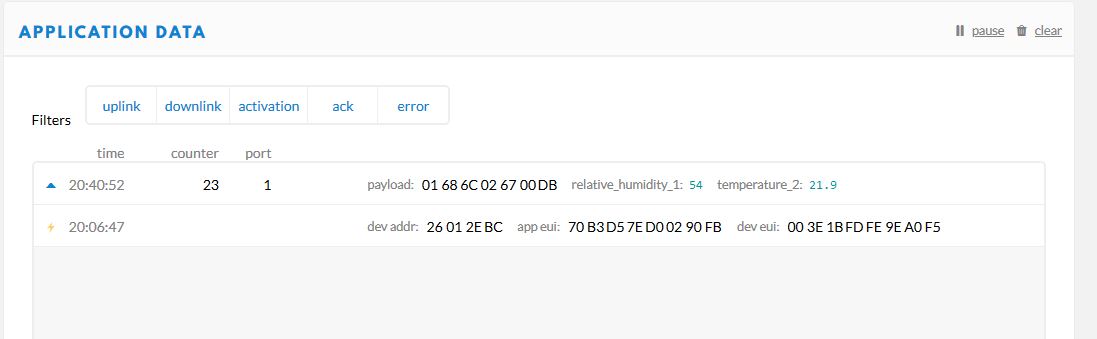 APPLICATION DATA
pause clear
uplink downlink activation ack error
Filters
time counter port
20:40:52 23 1 payload: 01 68 6C 02 67 00 DB relative_humidity_1: 54 temperature_2: 21.9
20:06:47 dev addr: 26 01 2E BC app eui: 70 B3 D5 7E D0 02 90 FB dev eui: 00 3E 1B FD FE 9E A0 F5